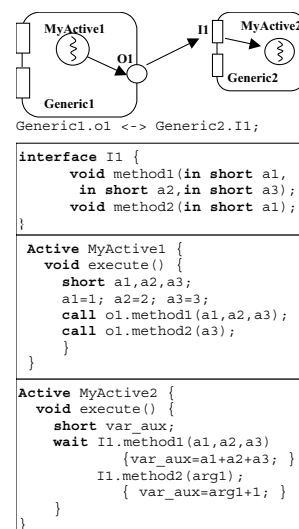 MyActive1
O1
I1
MyActive2
Generic1
Generic2
Generic1.o1 <-> Generic2.I1;
interface I1 {
void method1(in short a1,
in short a2,in short a3);
void method2(in short a1);
}
Active MyActive1 {
void execute() {
short a1,a2,a3;
a1=1; a2=2; a3=3;
call o1.method1(a1,a2,a3);
call o1.method2(a3);
}
}
Active MyActive2 {
void execute() {
short var_aux;
wait I1.method1(a1,a2,a3)
{var_aux=a1+a2+a3; }
I1.method2(arg1);
{ var_aux=arg1+1; }
}
}